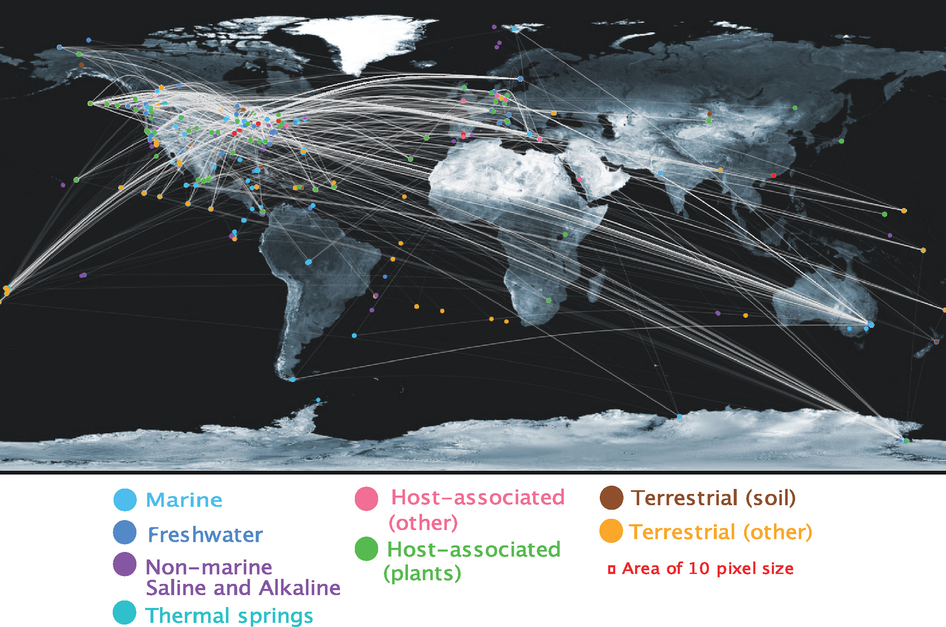 Marine
Freshwater
Non-marine
Saline and Alkaline
Thermal springs
Host-associated
(other)
Host-associated
(plants)
Terrestrial (soil)
Terrestrial (other)
Area of 10 pixel size